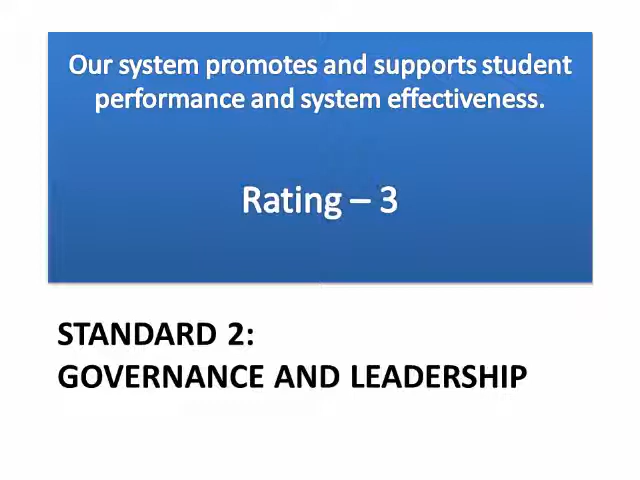 Our system promotes and supports student
performance and system effectiveness.
Rating – 3
STANDARD 2:
GOVERNANCE AND LEADERSHIP